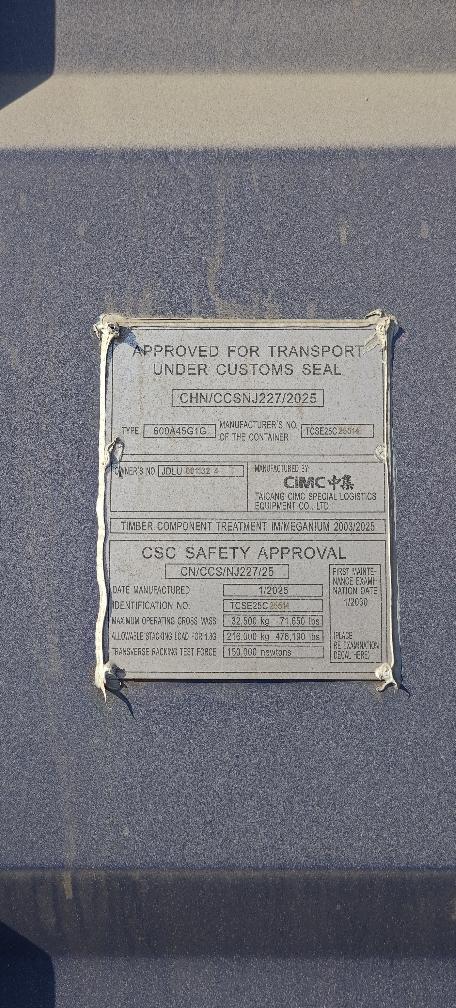 APPROVED FOR TRANSPORT
UNDER CUSTOMS SEAL
CHN/CCSNJ227/2025
TYPE 600A45G1G MANUFACTURER'S NO. OF THE CONTAINER TCSE25C26514
OWNER'S NO JDLU 4
MANUFACTURED BY
CIMC中集
TAICANG CIMC SPECIAL LOGISTICS
EQUIPMENT CO., LTD
TIMBER COMPONENT TREATMENT IM/MEGANIUM 2003/2025
CSC SAFETY APPROVAL
CN/CCS/NJ227/25
DATE MANUFACTURED 1/2025
IDENTIFICATION NO. TCSE25C26514
MAXIMUM OPERATING GROSS MASS 32,500 kg 71,650 lbs
ALLOWABLE STACKING LOAD FOR 1.8G 216,000 kg 476,190 lbs
TRANSVERSE RACKING TEST FORCE 150,000 newtons
FIRST MAINTE-
NANCE EXAMI-
NATION DATE
1/2030
(PLACE
RE-EXAMINATION
DECAL HERE)